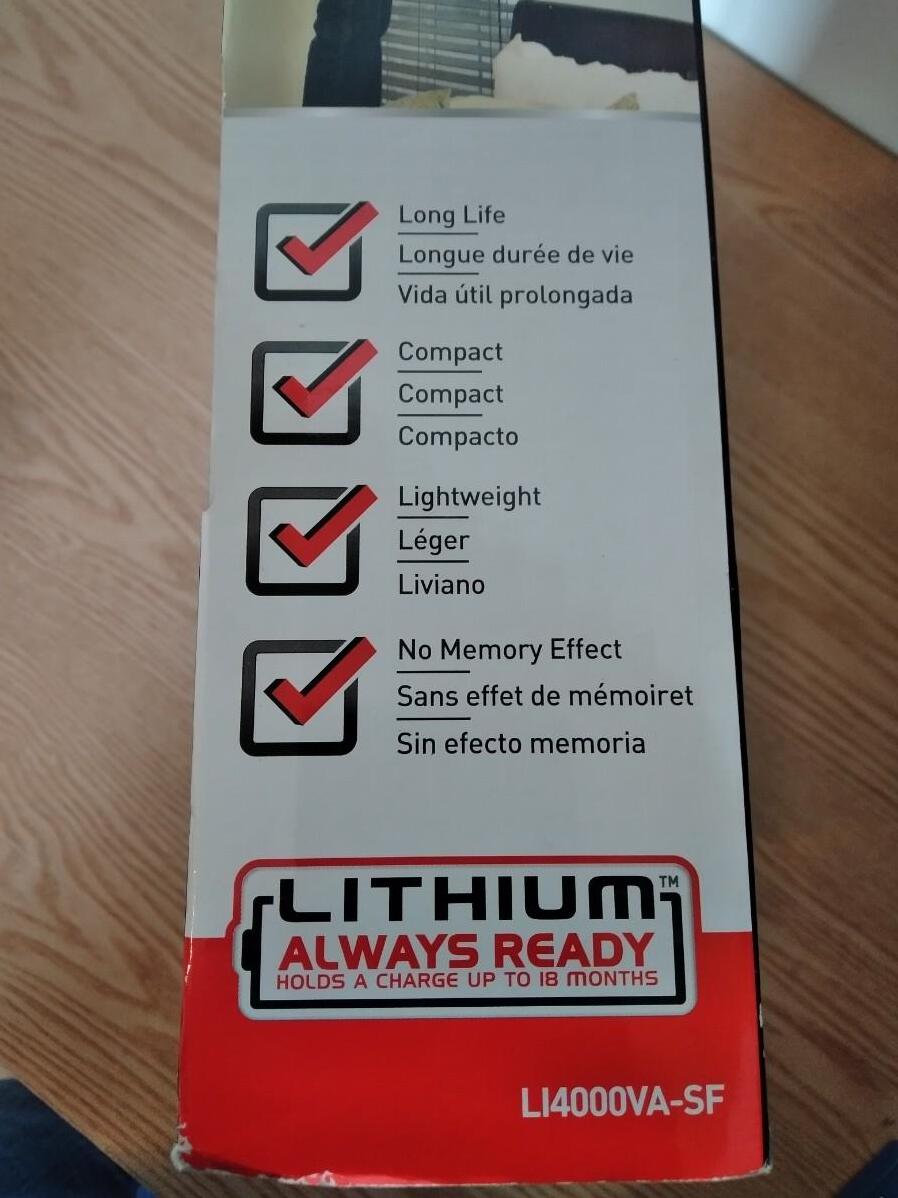 Long Life
Longue durée de vie
Vida útil prolongada
Compact
Compact
Compacto
Lightweight
Léger
Liviano
No Memory Effect
Sans effet de mémoiret
Sin efecto memoria
LITHIUM™
ALWAYS READY
HOLDS A CHARGE UP TO 18 MONTHS
LI4000VA-SF